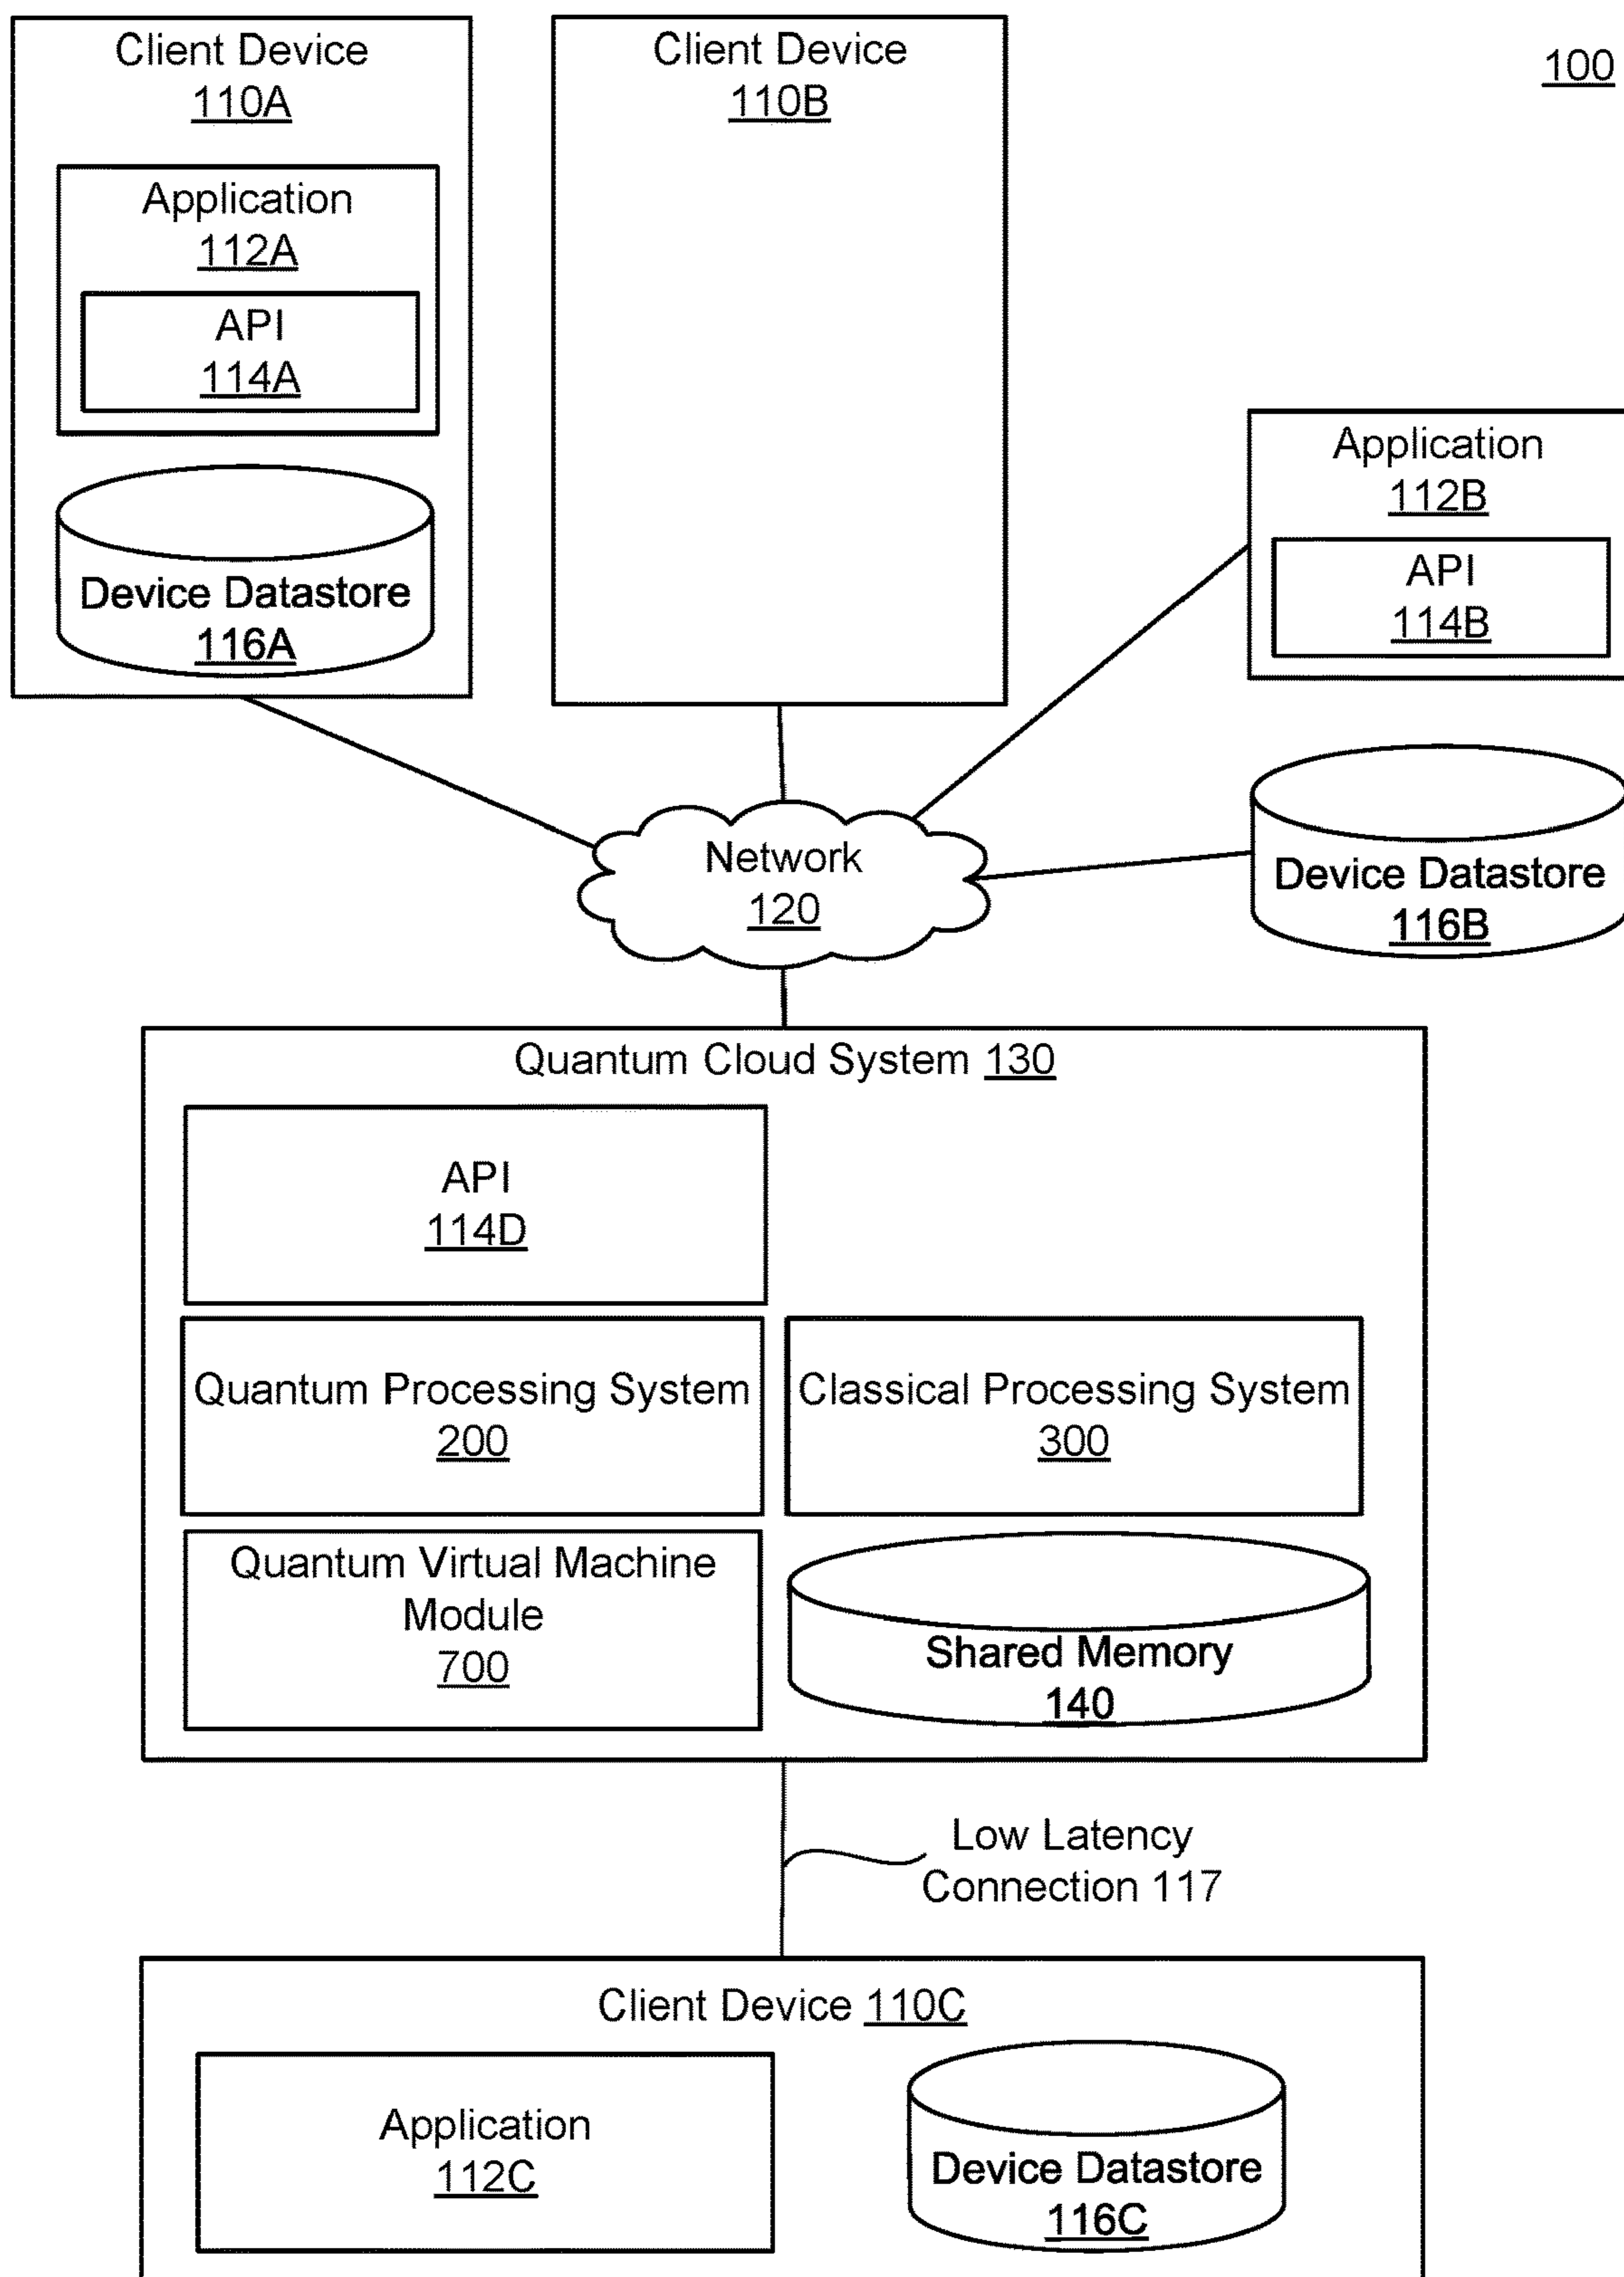 Client Device
110A
Application
112A
API
114A
Device Datastore
116A
Client Device
110B
100
Application
112B
API
114B
Device Datastore
116B
Network
120
Quantum Cloud System 130
API
114D
Quantum Processing System
200
Classical Processing System
300
Quantum Virtual Machine
Module
700
Shared Memory
140
Low Latency
Connection 117
Client Device 110C
Application
112C
Device Datastore
116C